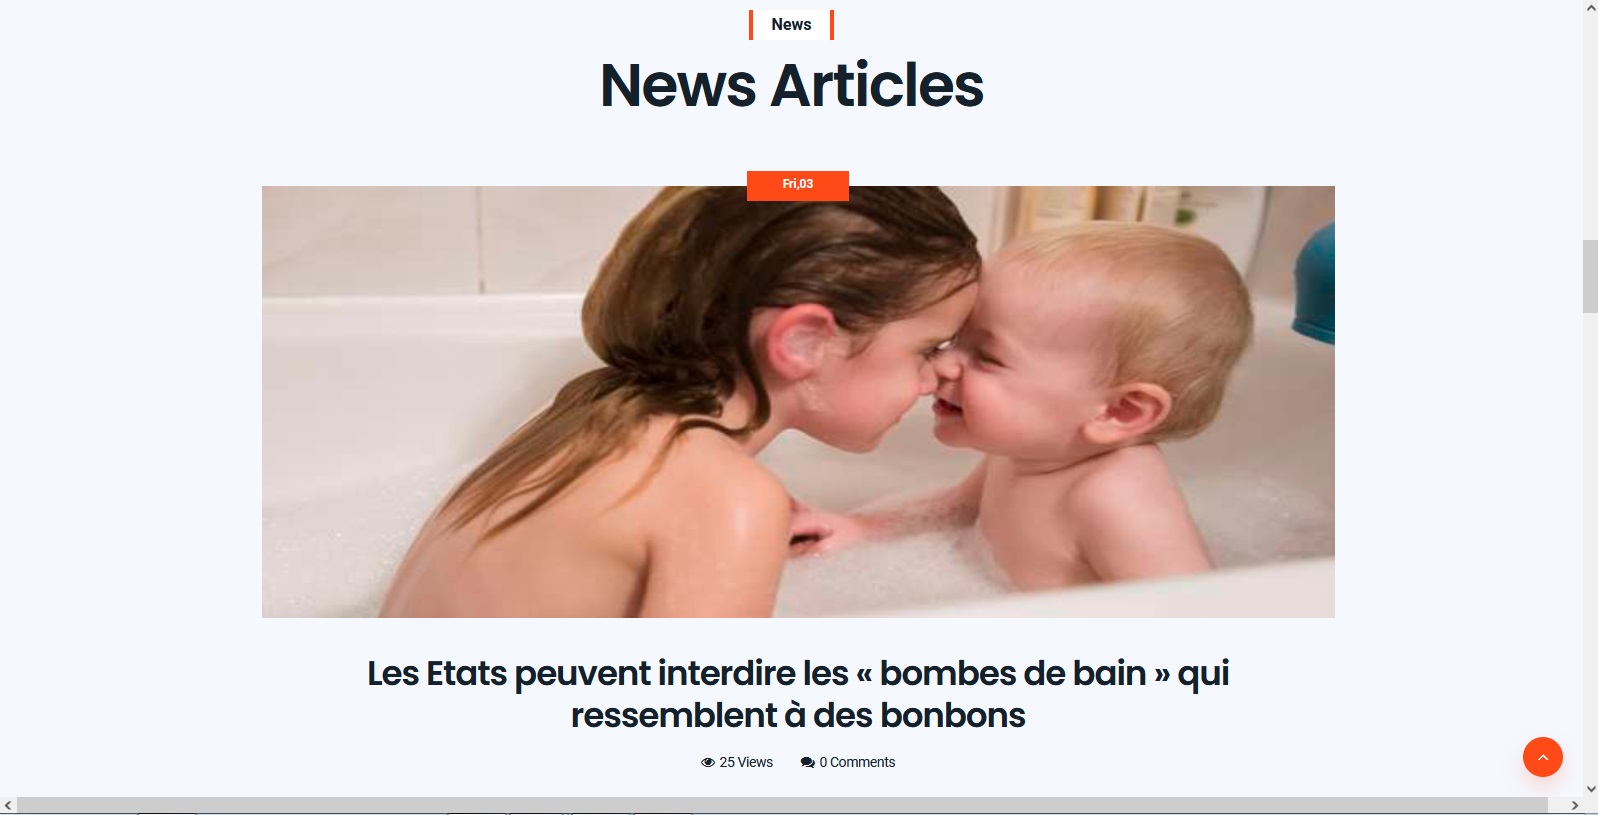 News
News Articles
Fri,03
Les Etats peuvent interdire les « bombes de bain » qui
ressemblent à des bonbons
25 Views 0 Comments